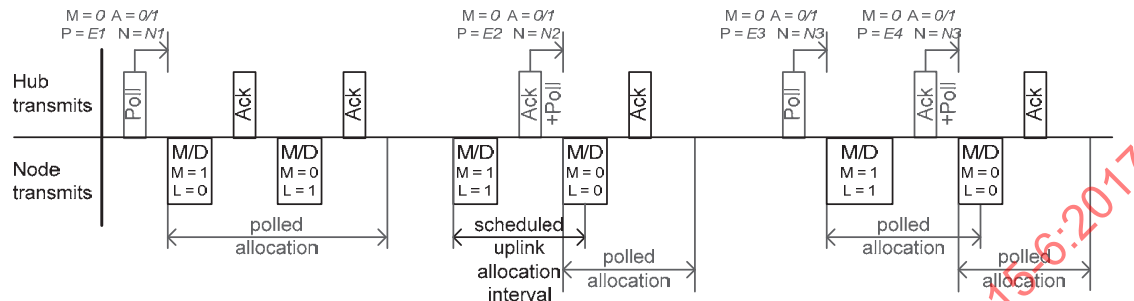 M = 0 A = 0/1
P = E1 N = N1
M = 0 A = 0/1
P = E2 N = N2
M = 0 A = 0/1
P = E3 N = N3
M = 0 A = 0/1
P = E4 N = N3
Hub
transmits
Poll
Ack
Ack
Ack
+Poll
Ack
Poll
Ack
+Poll
Ack
Node
transmits
M/D
M = 1
L = 0
M/D
M = 0
L = 1
M/D
M = 1
L = 1
M/D
M = 0
L = 0
M/D
M = 1
L = 1
M/D
M = 0
L = 0
polled
allocation
scheduled
uplink
allocation
interval
polled
allocation
polled
allocation
polled
allocation
15-6:2017